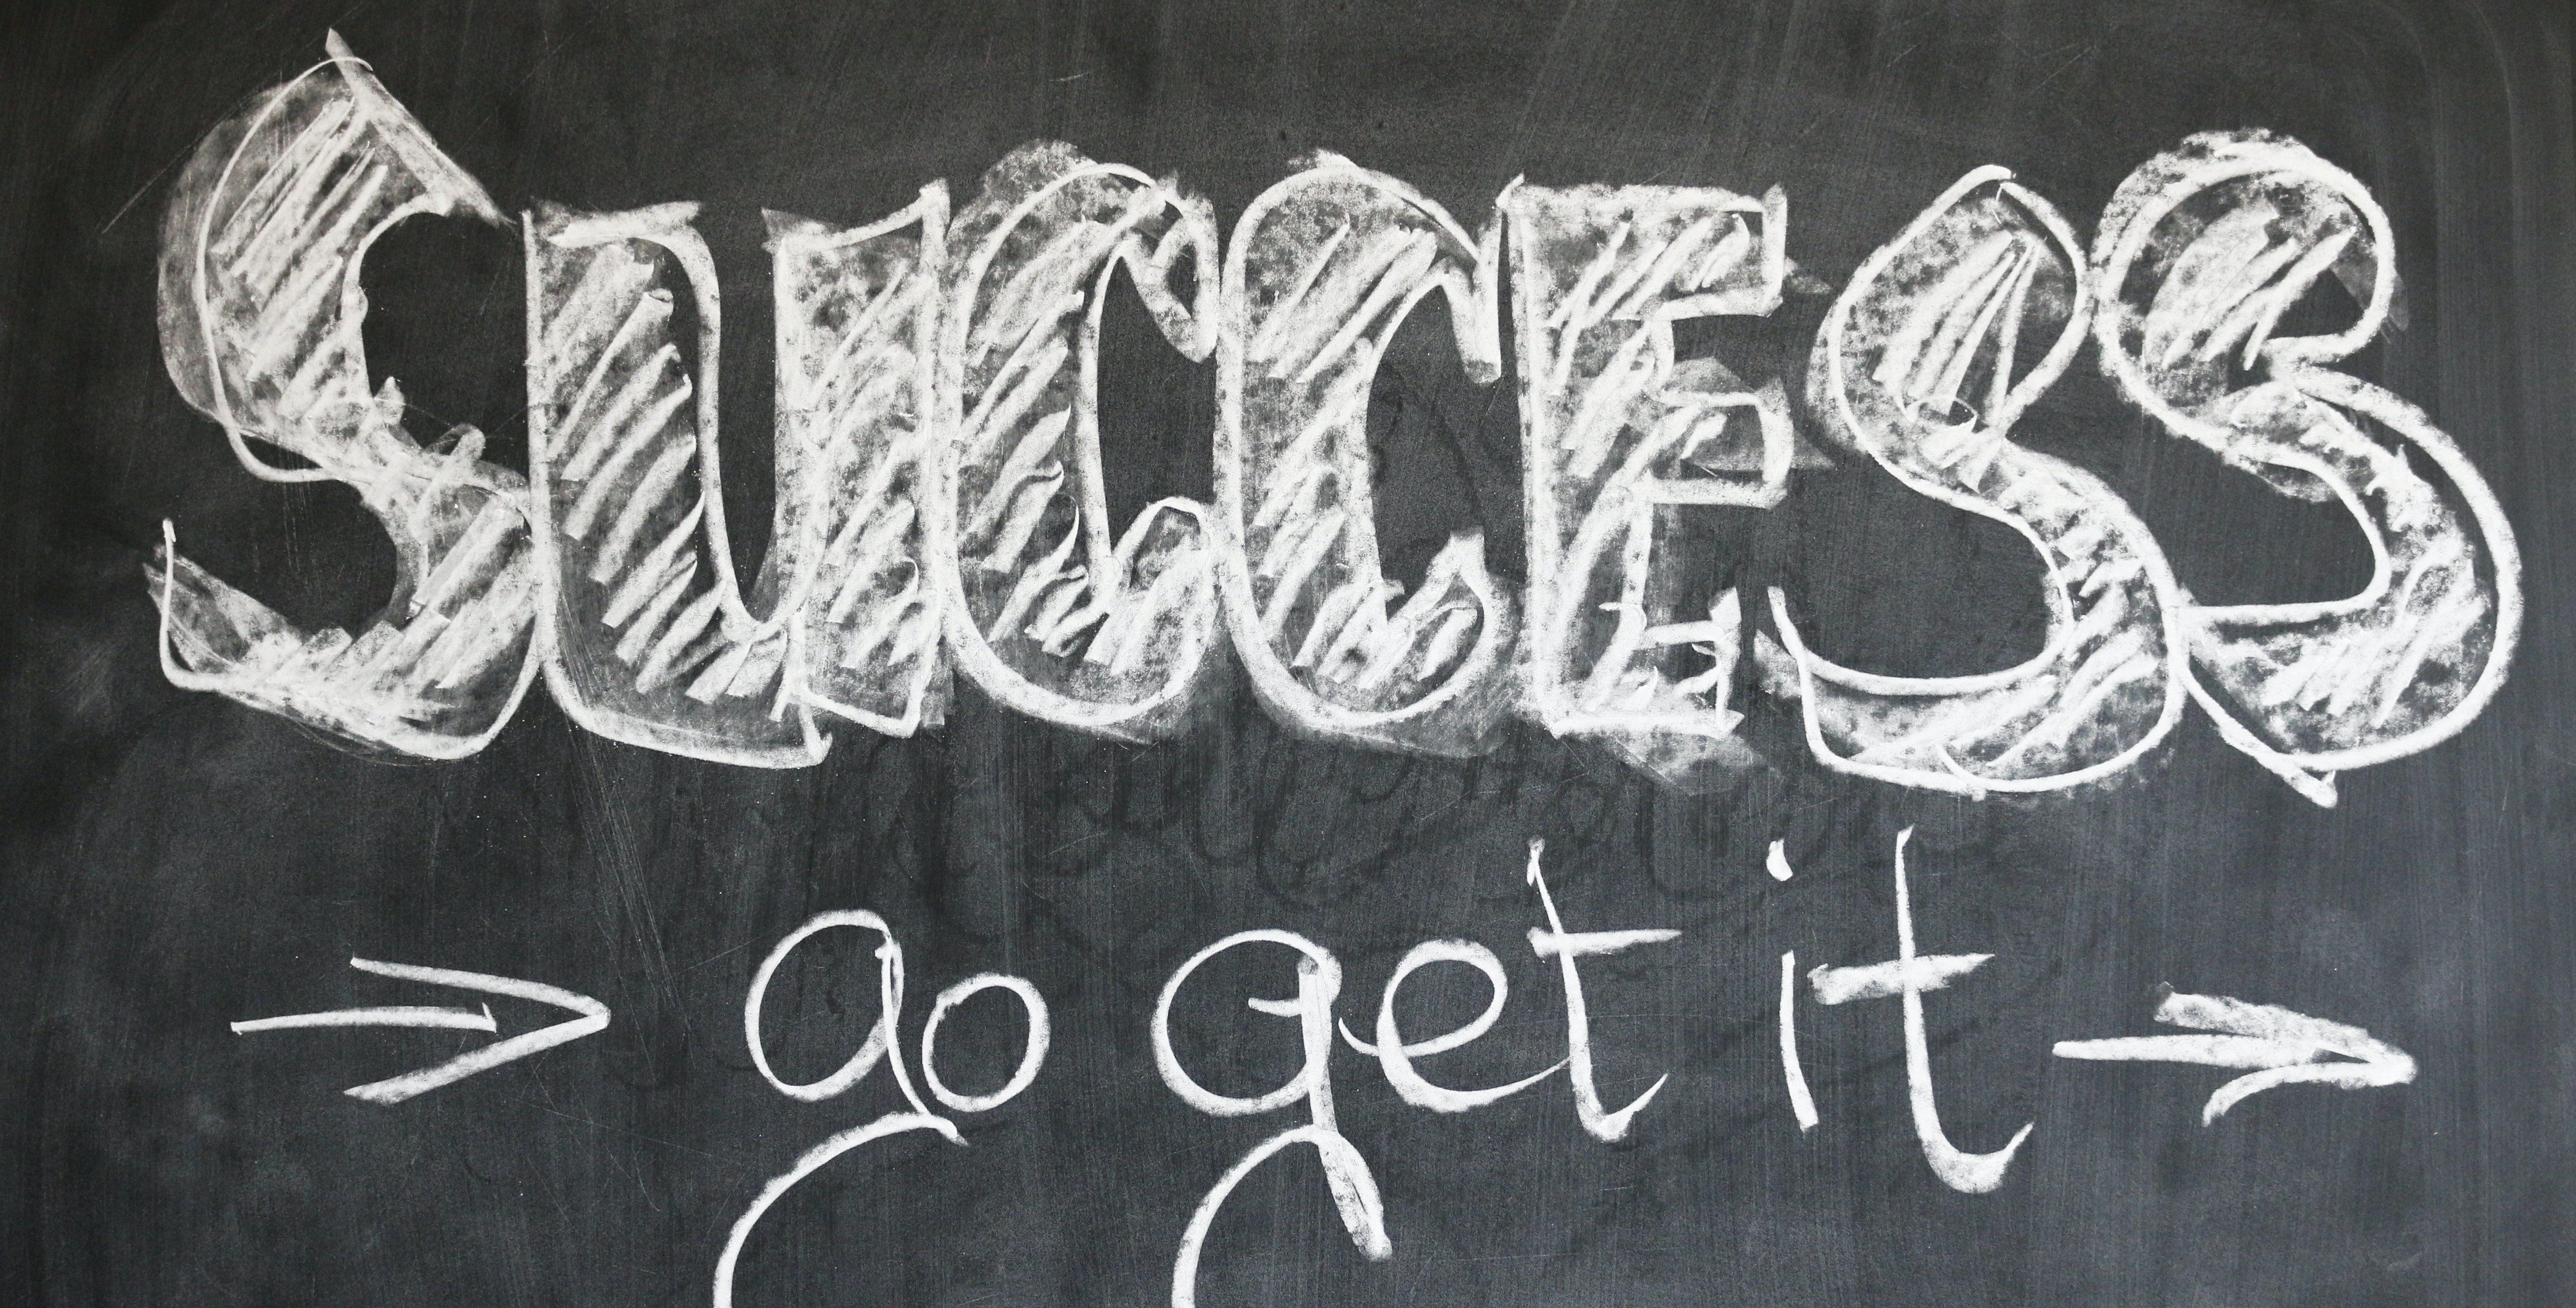 SUCCESS
→ go get it →